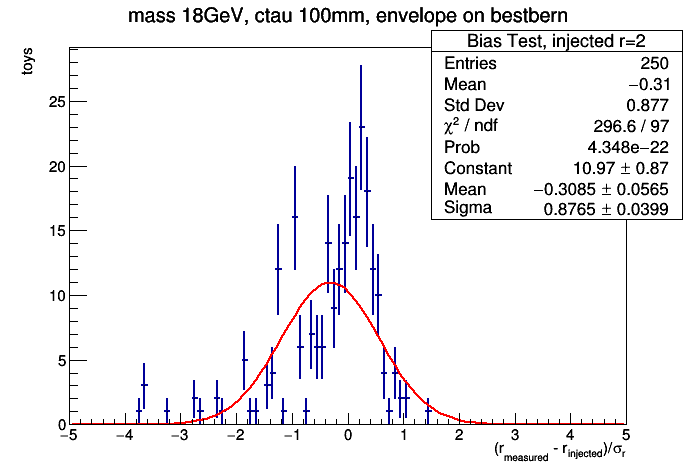 mass 18GeV, ctau 100mm, envelope on bestbern
Bias Test, injected r=2
Entries 250
Mean −0.31
Std Dev 0.877
χ² / ndf 296.6 / 97
Prob 4.348e−22
Constant 10.97 ± 0.87
Mean −0.3085 ± 0.0565
Sigma 0.8765 ± 0.0399
toys
25
20
15
10
5
0
−5 −4 −3 −2 −1 0 1 2 3 4 5
(r_measured - r_injected)/σ_r